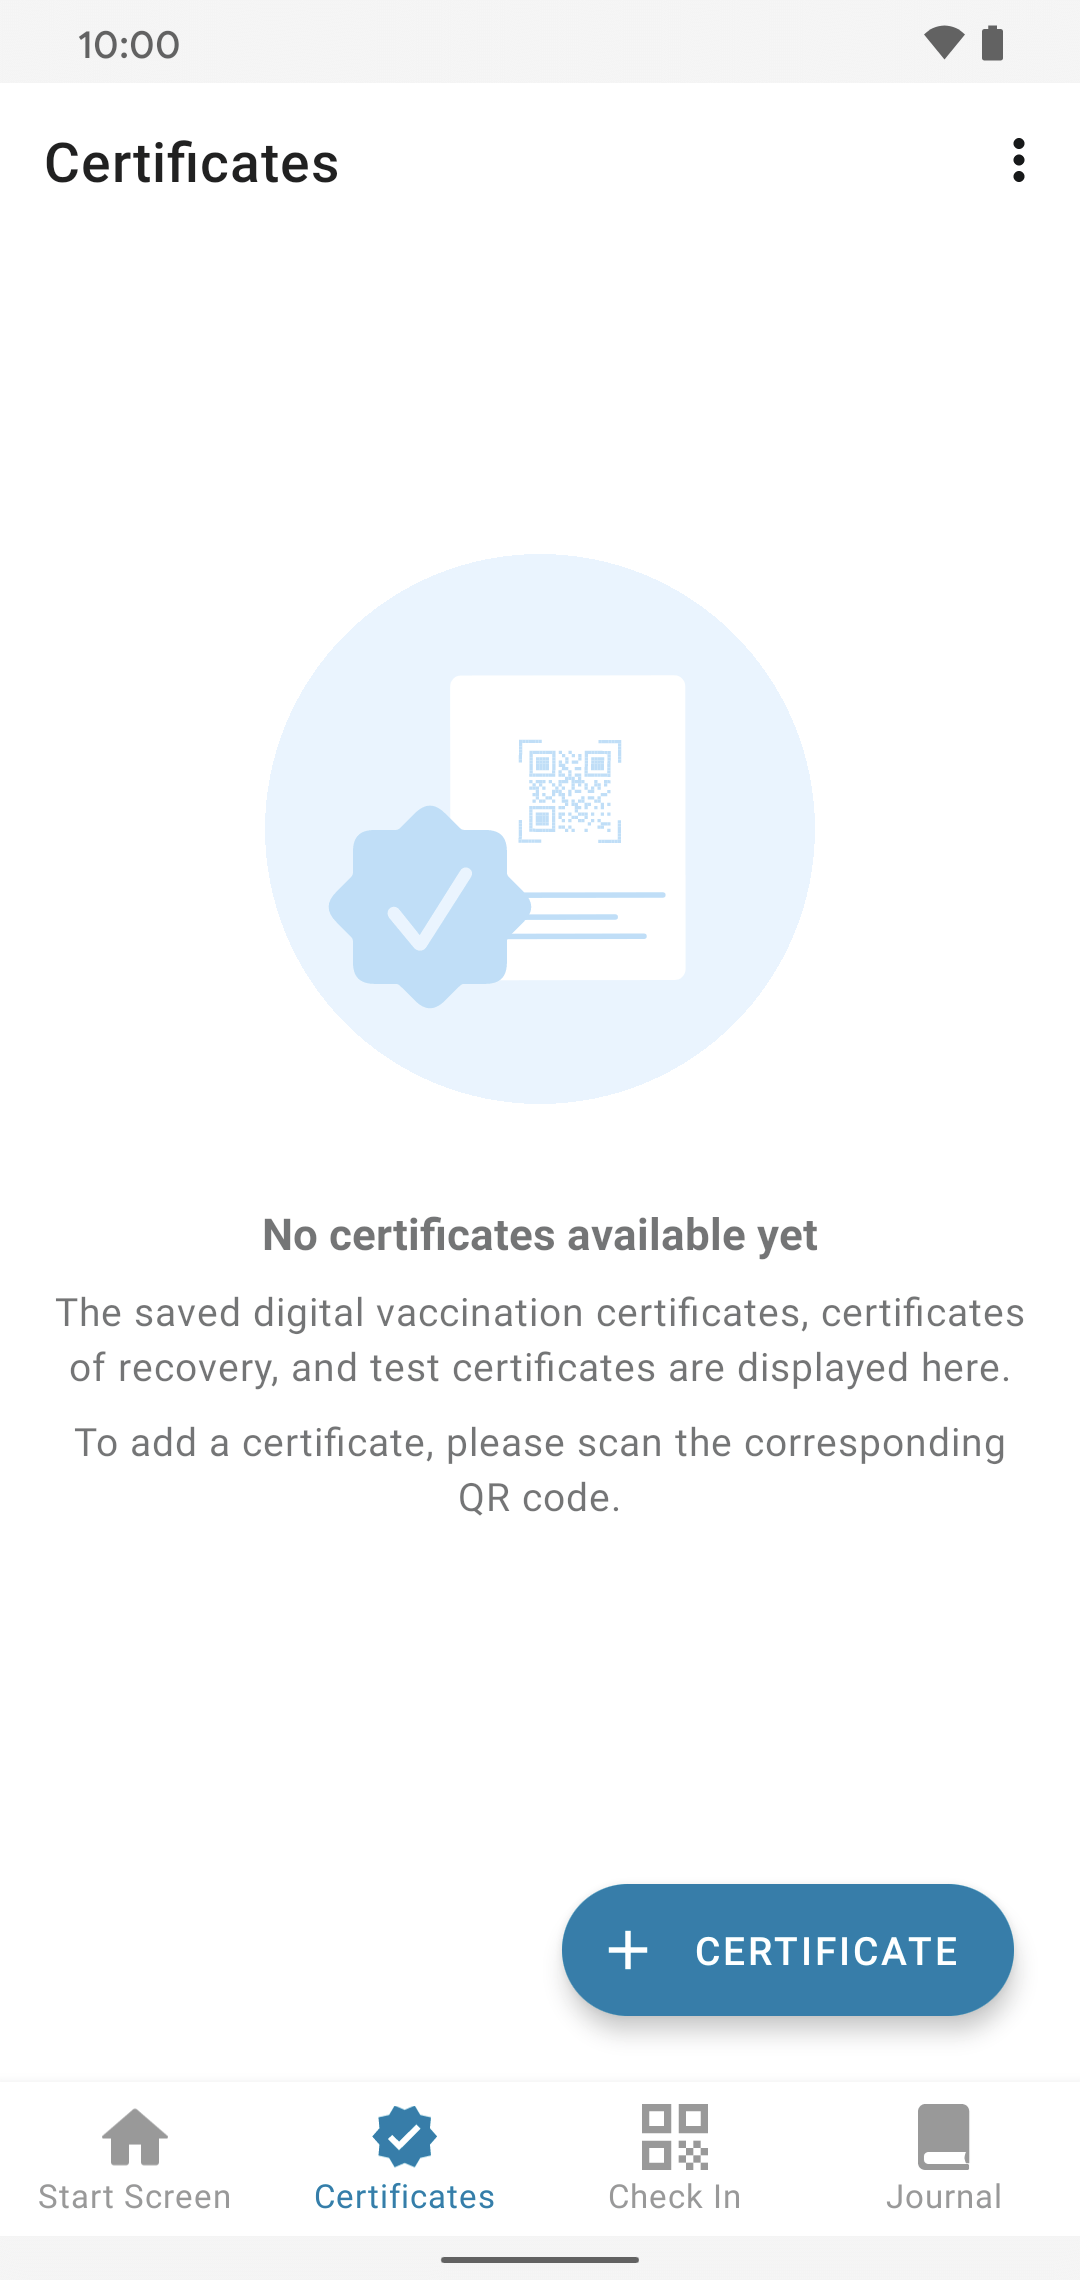 10:00
Certificates
No certificates available yet
The saved digital vaccination certificates, certificates
of recovery, and test certificates are displayed here.
To add a certificate, please scan the corresponding
QR code.
CERTIFICATE
Start Screen
Certificates
Check In
Journal